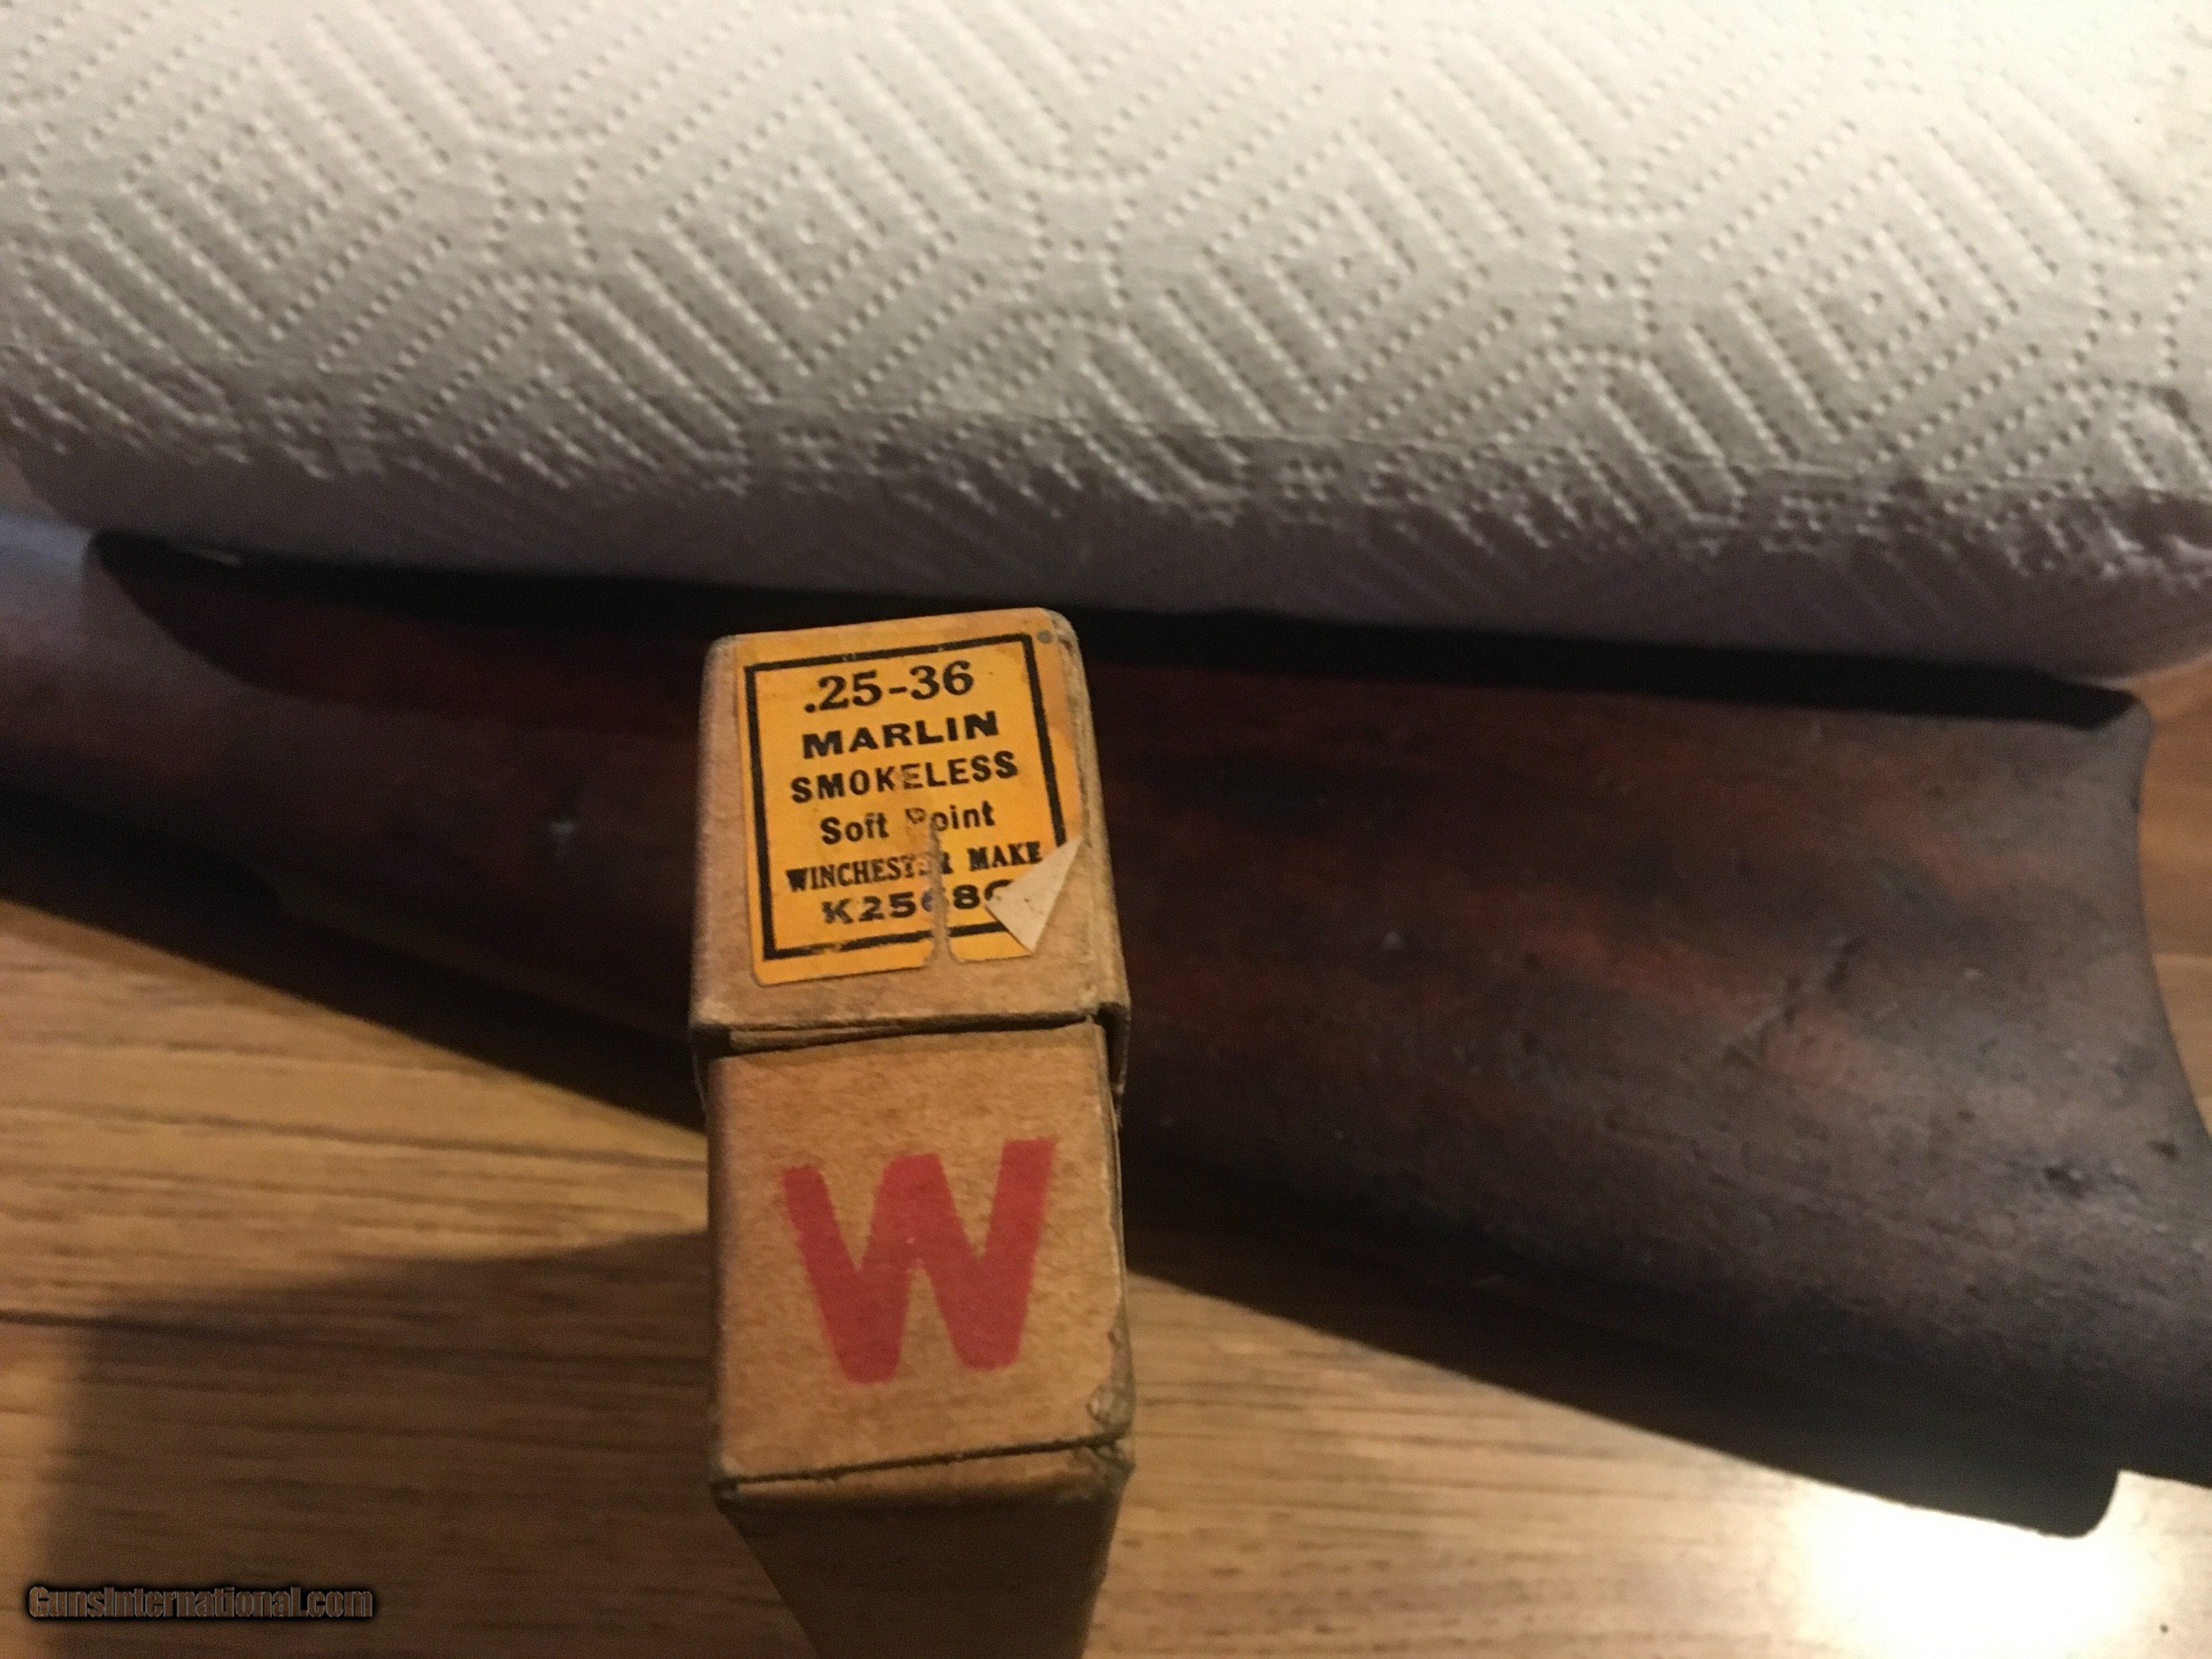 .25-36
MARLIN
SMOKELESS
Soft Point
WINCHESTER MAKE
W
GunsInternational.com